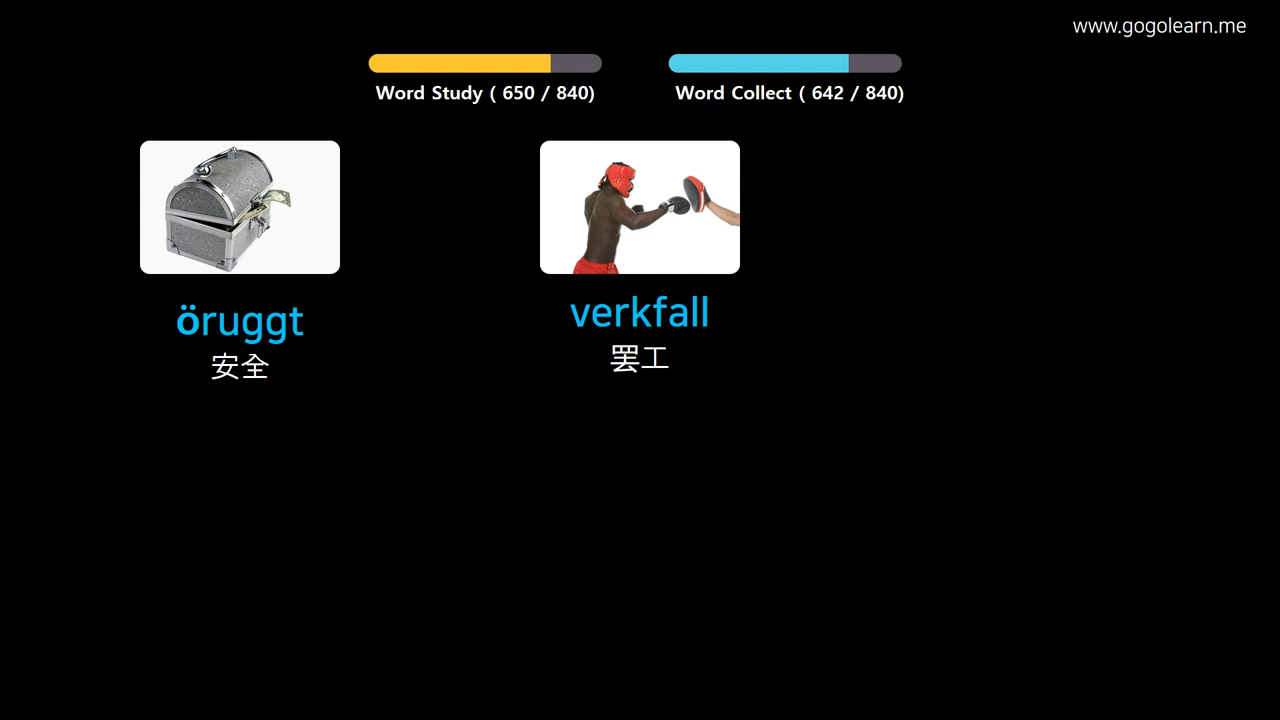 www.gogolearn.me
Word Study ( 650 / 840)
Word Collect ( 642 / 840)
öruggt
安全
verkfall
罢工